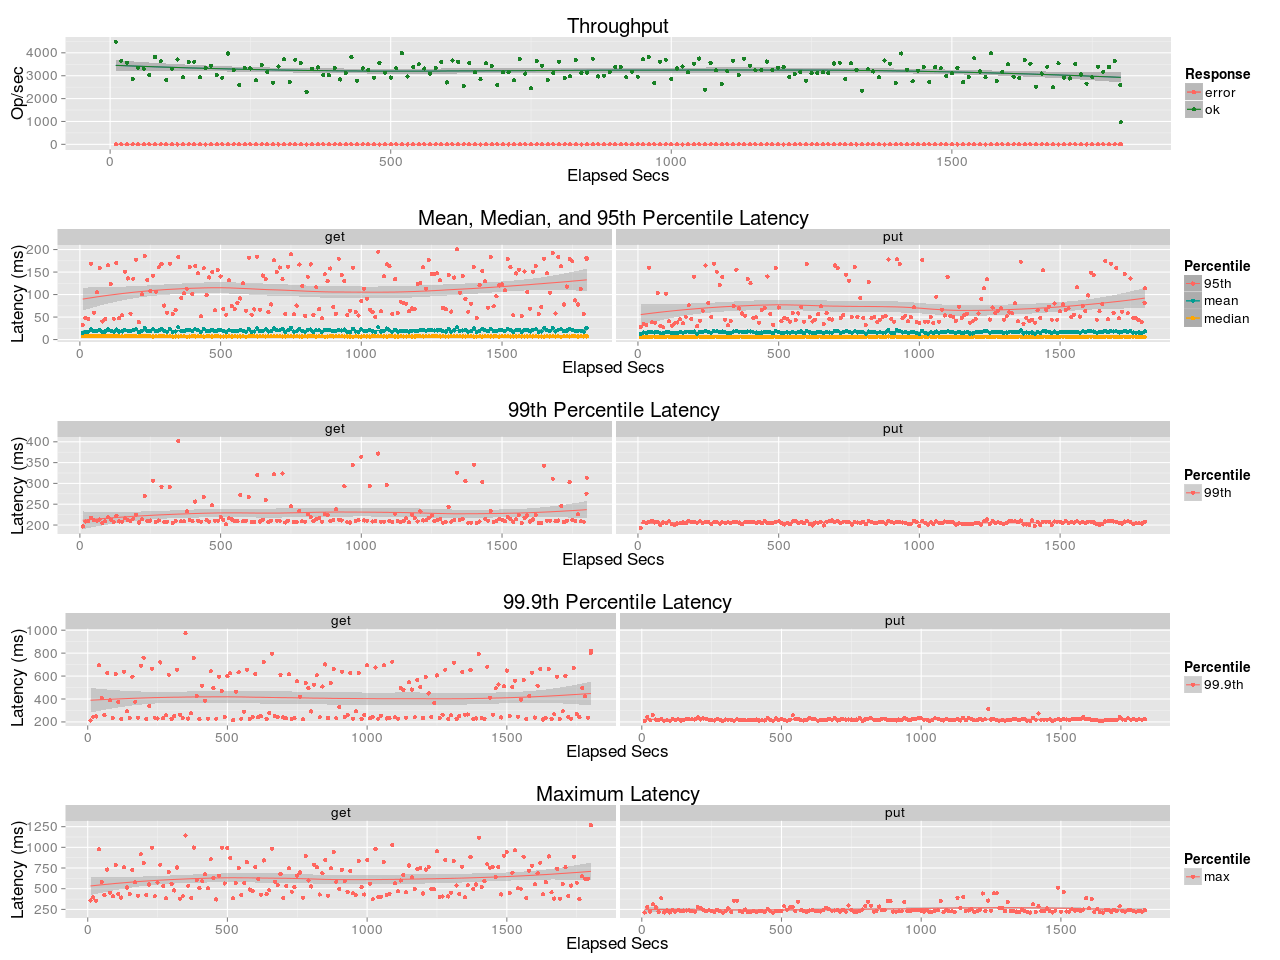 Throughput
Op/sec
4000
3000
2000
1000
0
0 500 1000 1500
Elapsed Secs
Response
error
ok
Mean, Median, and 95th Percentile Latency
get put
Latency (ms)
200
150
100
50
0
0 500 1000 1500 0 500 1000 1500
Elapsed Secs
Percentile
95th
mean
median
99th Percentile Latency
get put
Latency (ms)
400
350
300
250
200
0 500 1000 1500 0 500 1000 1500
Elapsed Secs
Percentile
99th
99.9th Percentile Latency
get put
Latency (ms)
1000
800
600
400
200
0 500 1000 1500 0 500 1000 1500
Elapsed Secs
Percentile
99.9th
Maximum Latency
get put
Latency (ms)
1250
1000
750
500
250
0 500 1000 1500 0 500 1000 1500
Elapsed Secs
Percentile
max